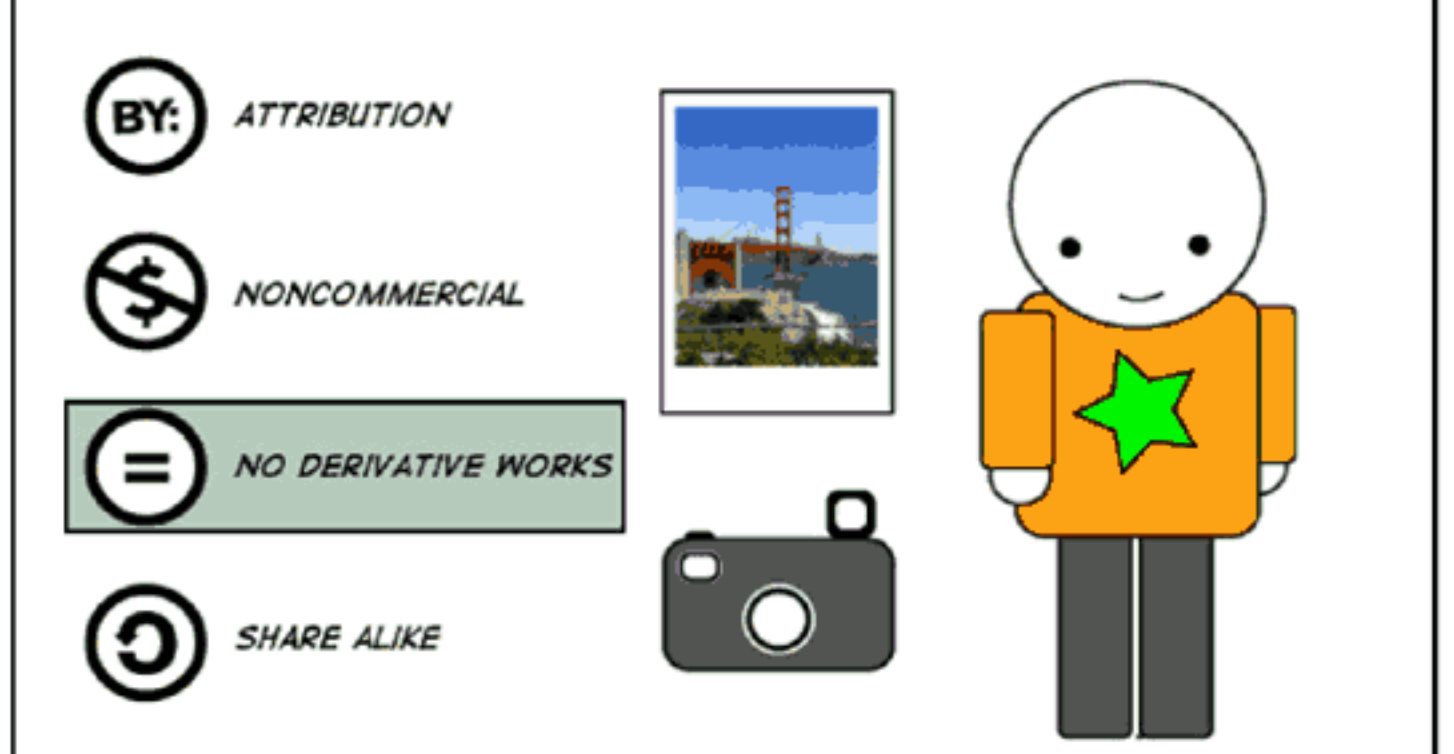 BY: ATTRIBUTION
$ NONCOMMERCIAL
= NO DERIVATIVE WORKS
SHARE ALIKE